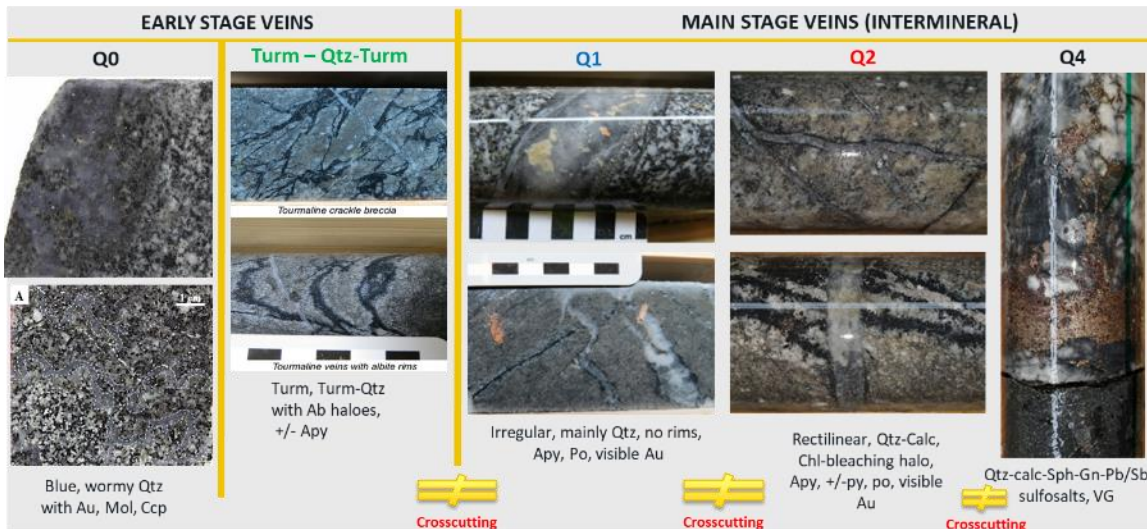 EARLY STAGE VEINS
MAIN STAGE VEINS (INTERMINERAL)
Q0
Turm – Qtz-Turm
Q1
Q2
Q4
Tourmaline crackle breccia
cm
A
Tourmaline veins with albite rims
Blue, wormy Qtz
with Au, Mol, Ccp
Turm, Turm-Qtz
with Ab haloes,
+/- Apy
Irregular, mainly Qtz, no rims,
Apy, Po, visible Au
Rectilinear, Qtz-Calc,
Chl-bleaching halo,
Apy, +/-py, po, visible
Au
Qtz-calc-Sph-Gn-Pb/Sb
sulfosalts, VG
Crosscutting
Crosscutting
Crosscutting